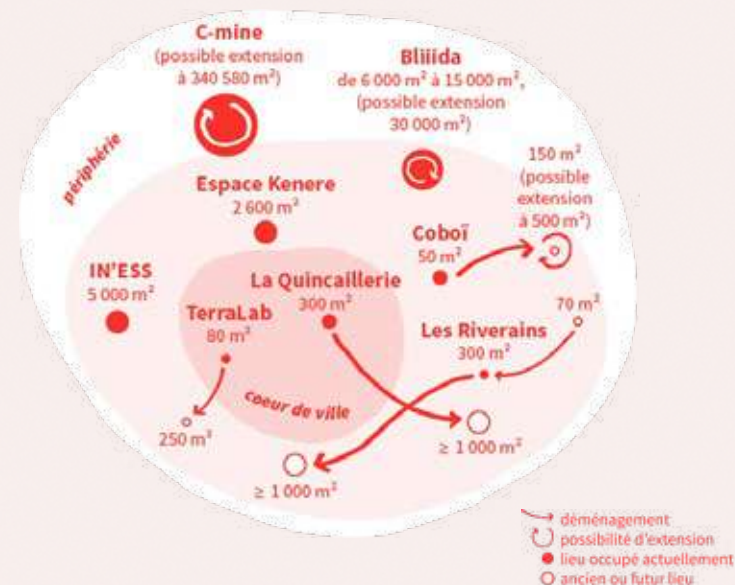 C-mine
(possible extension
à 340 580 m²)
Bliiida
de 6 000 m² à 15 000 m²,
(possible extension
30 000 m²)
périphérie
150 m²
(possible
extension
à 500 m²)
Espace Kenere
2 600 m²
Coboï
50 m²
IN'ESS
5 000 m²
La Quincaillerie
300 m²
TerraLab
80 m²
70 m²
Les Riverains
300 m²
coeur de ville
250 m²
≥ 1 000 m²
≥ 1 000 m²
déménagement
possibilité d'extension
lieu occupé actuellement
ancien ou futur lieu